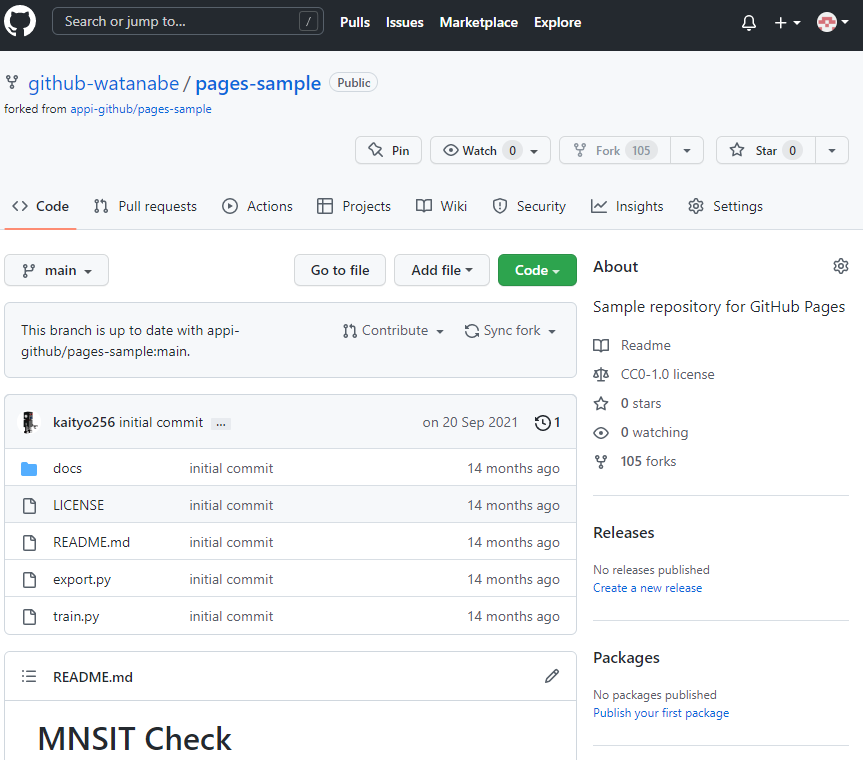 Search or jump to... /
Pulls Issues Marketplace Explore
github-watanabe / pages-sample Public
forked from appi-github/pages-sample
Pin Watch 0 Fork 105 Star 0
Code Pull requests Actions Projects Wiki Security Insights Settings
main Go to file Add file Code
This branch is up to date with appi-
github/pages-sample:main.
Contribute Sync fork
kaityo256 initial commit ... on 20 Sep 2021 1
docs initial commit 14 months ago
LICENSE initial commit 14 months ago
README.md initial commit 14 months ago
export.py initial commit 14 months ago
train.py initial commit 14 months ago
README.md
MNSIT Check
About
Sample repository for GitHub Pages
Readme
CC0-1.0 license
0 stars
0 watching
105 forks
Releases
No releases published
Create a new release
Packages
No packages published
Publish your first package